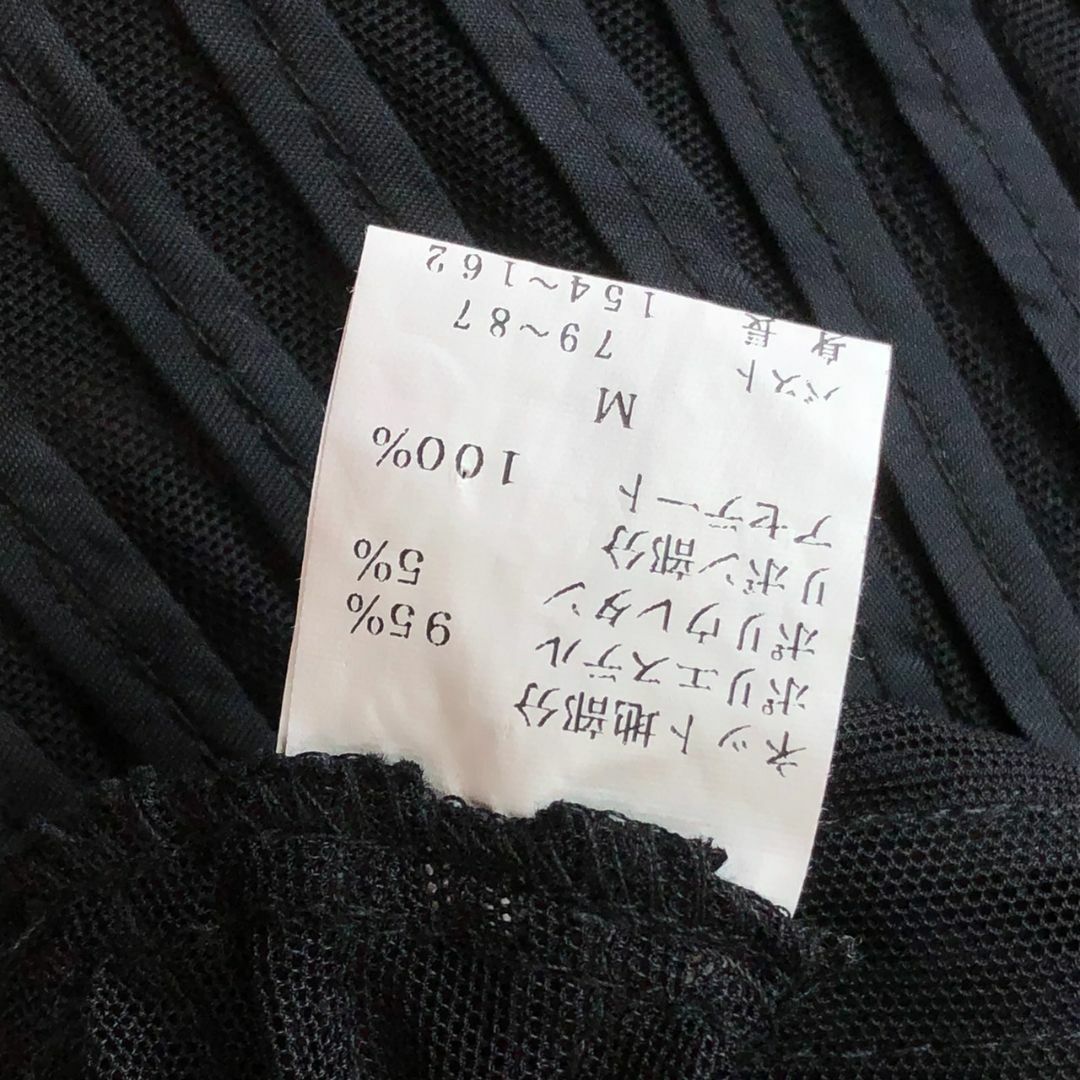 ネット地部分
ポリエステル 95%
ポリウレタン 5%
リボン部分
アセテート 100%
M
バスト 79~87
身長 154~162